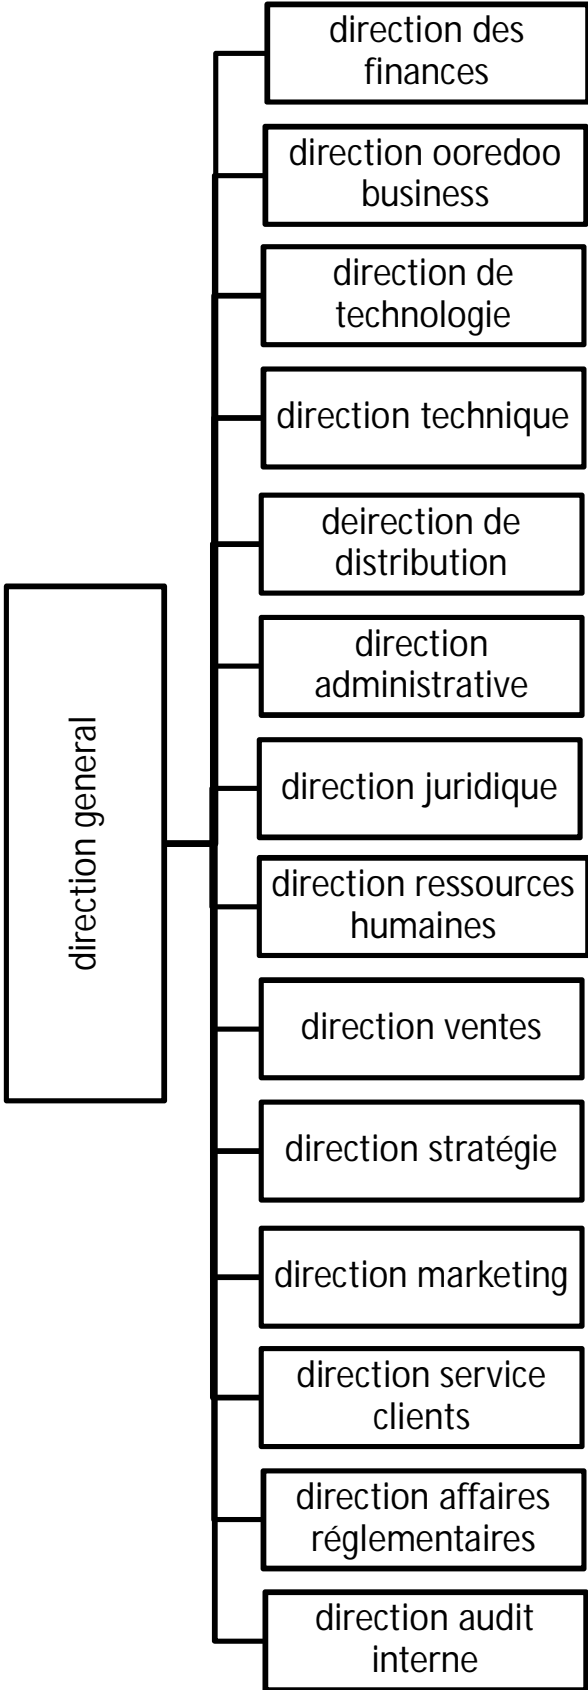 direction des
finances
direction ooredoo
business
direction de
technologie
direction technique
deirection de
distribution
direction
administrative
direction general
direction juridique
direction ressources
humaines
direction ventes
direction stratégie
direction marketing
direction service
clients
direction affaires
réglementaires
direction audit
interne